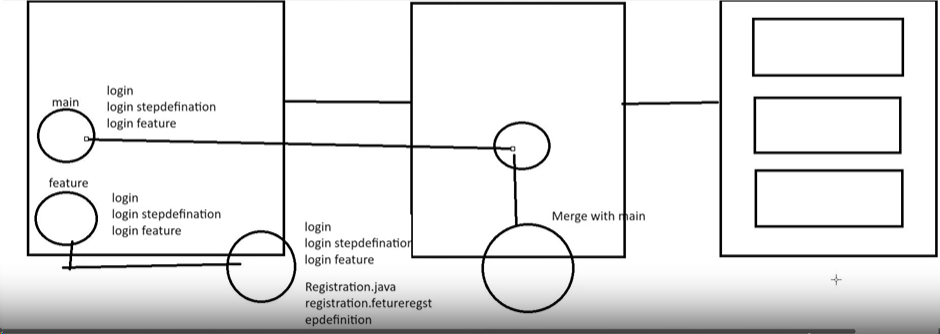 main
login
login stepdefination
login feature
feature
login
login stepdefination
login feature
login
login stepdefination
login feature
Registration.java
registration.fetureregst
epdefinition
Merge with main